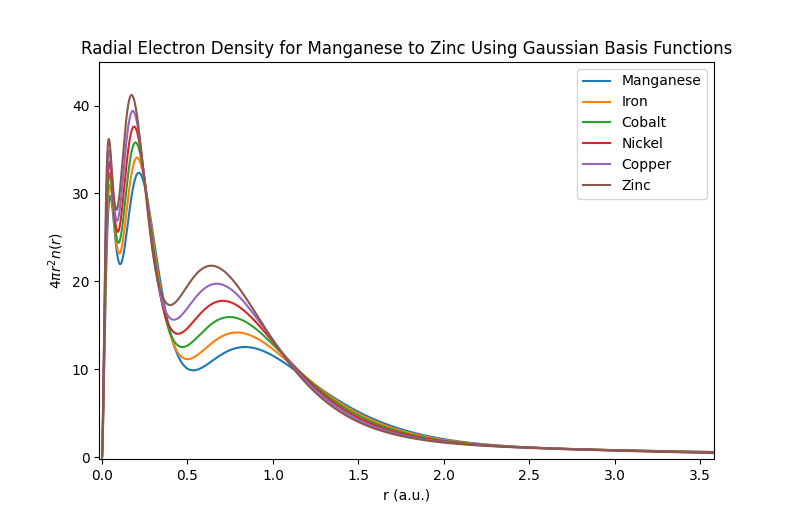 Radial Electron Density for Manganese to Zinc Using Gaussian Basis Functions
Manganese
Iron
Cobalt
Nickel
Copper
Zinc
4πr²n(r)
40
30
20
10
0
0.0 0.5 1.0 1.5 2.0 2.5 3.0 3.5
r (a.u.)